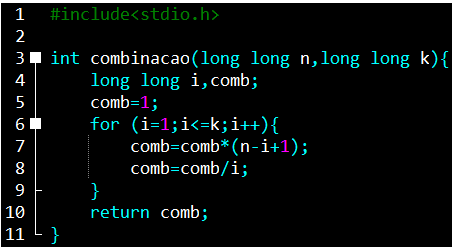 1 #include<stdio.h>
2
3 int combinacao(long long n,long long k){
4 long long i,comb;
5 comb=1;
6 for (i=1;i<=k;i++){
7 comb=comb*(n-i+1);
8 comb=comb/i;
9 }
10 return comb;
11 }